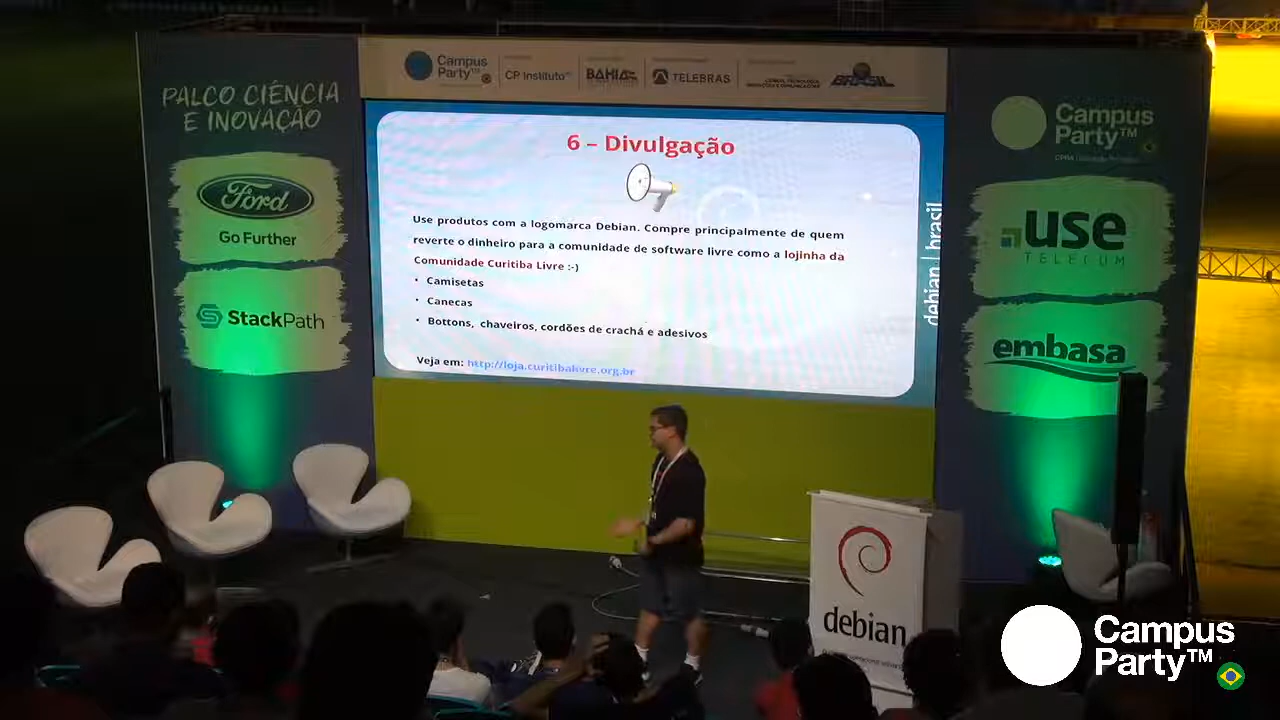 PALCO CIÊNCIA
E INOVAÇÃO
Ford
Go Further
StackPath
Campus
Party™
CP Instituto
BAHIA
TELEBRAS
BRASIL
6 – Divulgação
Use produtos com a logomarca Debian. Compre principalmente de quem
reverte o dinheiro para a comunidade de software livre como a lojinha da
Comunidade Curitiba Livre :-)
• Camisetas
• Canecas
• Bottons, chaveiros, cordões de crachá e adesivos
Veja em: http://loja.curitibalivre.org.br
debian | brasil
Campus
Party™
USE
TELECOM
embasa
debian
Campus
Party™